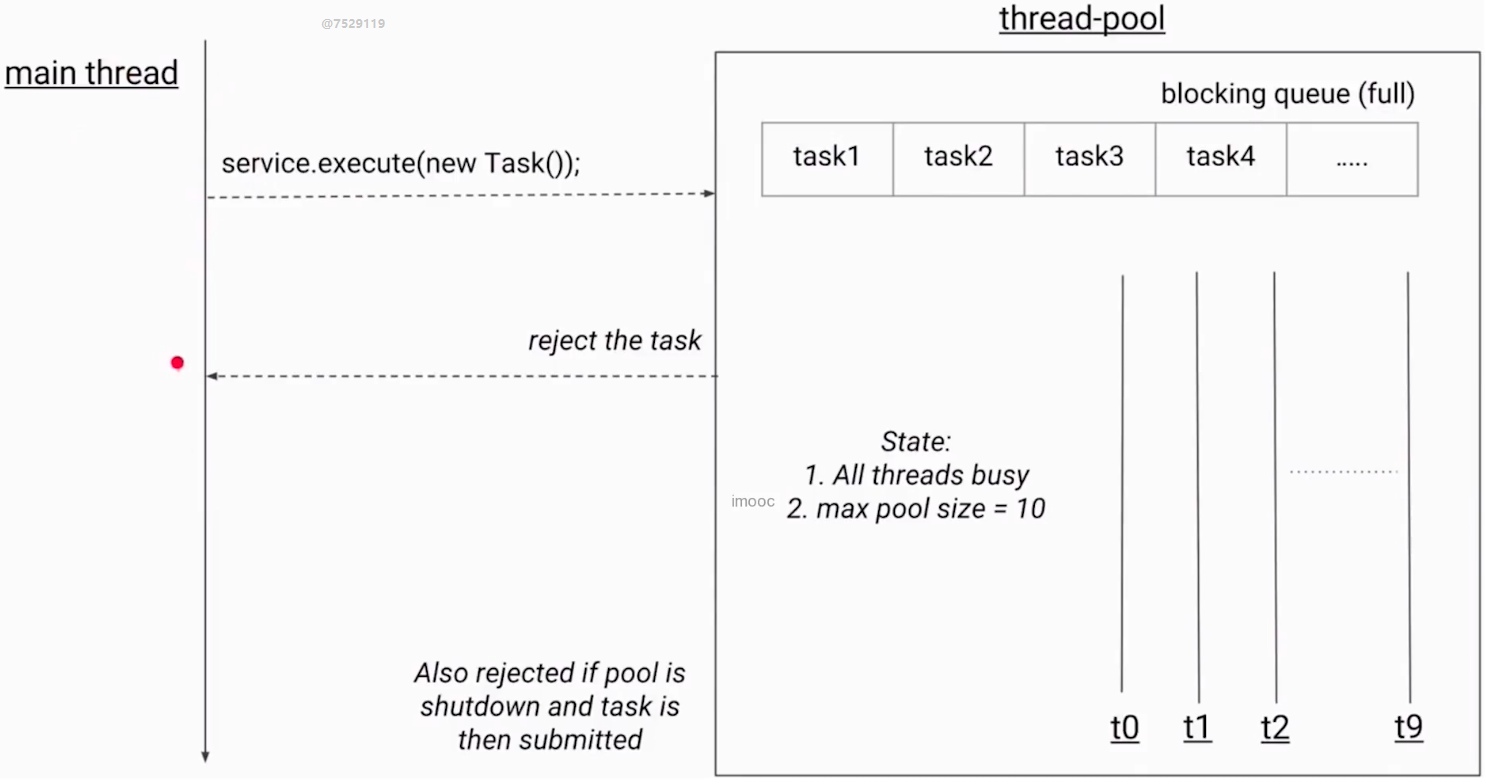 @7529119
thread-pool
main thread
blocking queue (full)
task1 task2 task3 task4 .....
service.execute(new Task());
reject the task
State:
1. All threads busy
imooc
2. max pool size = 10
Also rejected if pool is
shutdown and task is
then submitted
t0 t1 t2 t9